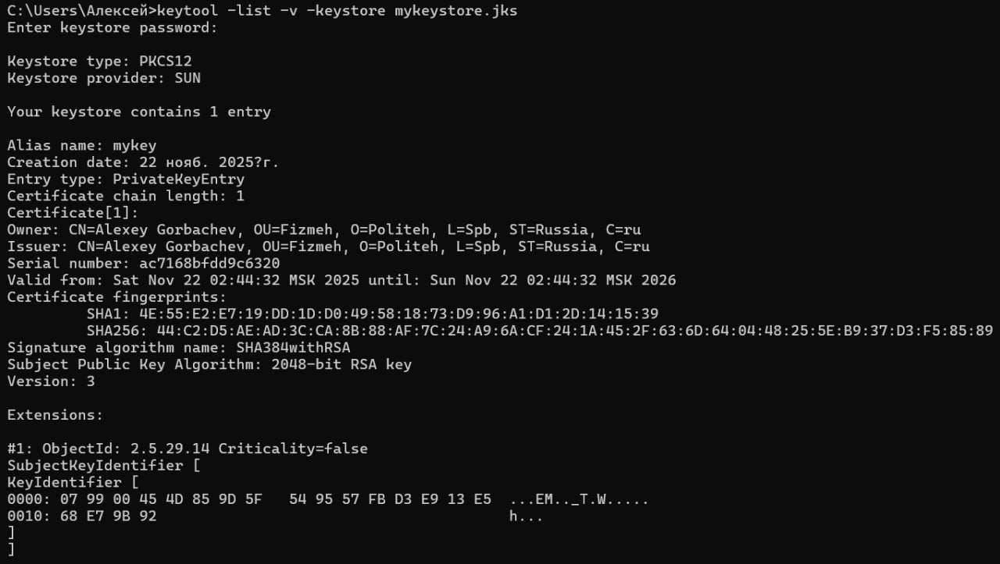 C:\Users\Алексей>keytool -list -v -keystore mykeystore.jks
Enter keystore password:
Keystore type: PKCS12
Keystore provider: SUN
Your keystore contains 1 entry
Alias name: mykey
Creation date: 22 нояб. 2025?г.
Entry type: PrivateKeyEntry
Certificate chain length: 1
Certificate[1]:
Owner: CN=Alexey Gorbachev, OU=Fizmeh, O=Politeh, L=Spb, ST=Russia, C=ru
Issuer: CN=Alexey Gorbachev, OU=Fizmeh, O=Politeh, L=Spb, ST=Russia, C=ru
Serial number: ac7168bfdd9c6320
Valid from: Sat Nov 22 02:44:32 MSK 2025 until: Sun Nov 22 02:44:32 MSK 2026
Certificate fingerprints:
SHA1: 4E:55:E2:E7:19:DD:1D:D0:49:58:18:73:D9:96:A1:D1:2D:14:15:39
SHA256: 44:C2:D5:AE:AD:3C:CA:8B:88:AF:7C:24:A9:6A:CF:24:1A:45:2F:63:6D:64:04:48:25:5E:B9:37:D3:F5:85:89
Signature algorithm name: SHA384withRSA
Subject Public Key Algorithm: 2048-bit RSA key
Version: 3
Extensions:
#1: ObjectId: 2.5.29.14 Criticality=false
SubjectKeyIdentifier [
KeyIdentifier [
0000: 07 99 00 45 4D 85 9D 5F   54 95 57 FB D3 E9 13 E5  ...EM.._T.W.....
0010: 68 E7 9B 92                                        h...
]
]